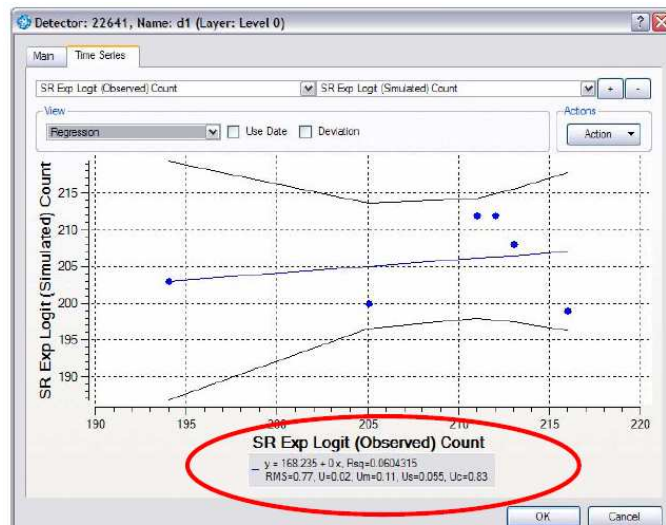 Detector: 22641, Name: d1 (Layer: Level 0)
Main
Time Series
SR Exp Logit (Observed) Count
SR Exp Logit (Simulated) Count
+
-
View
Regression
Use Date
Deviation
Actions
Action
SR Exp Logit (Simulated) Count
215
210
205
200
195
190
190
195
200
205
210
215
220
SR Exp Logit (Observed) Count
y = 168.235 + 0 x, Rsq=0.0604315
RMS=0.77, U=0.02, Um=0.11, Us=0.055, Uc=0.83
OK
Cancel